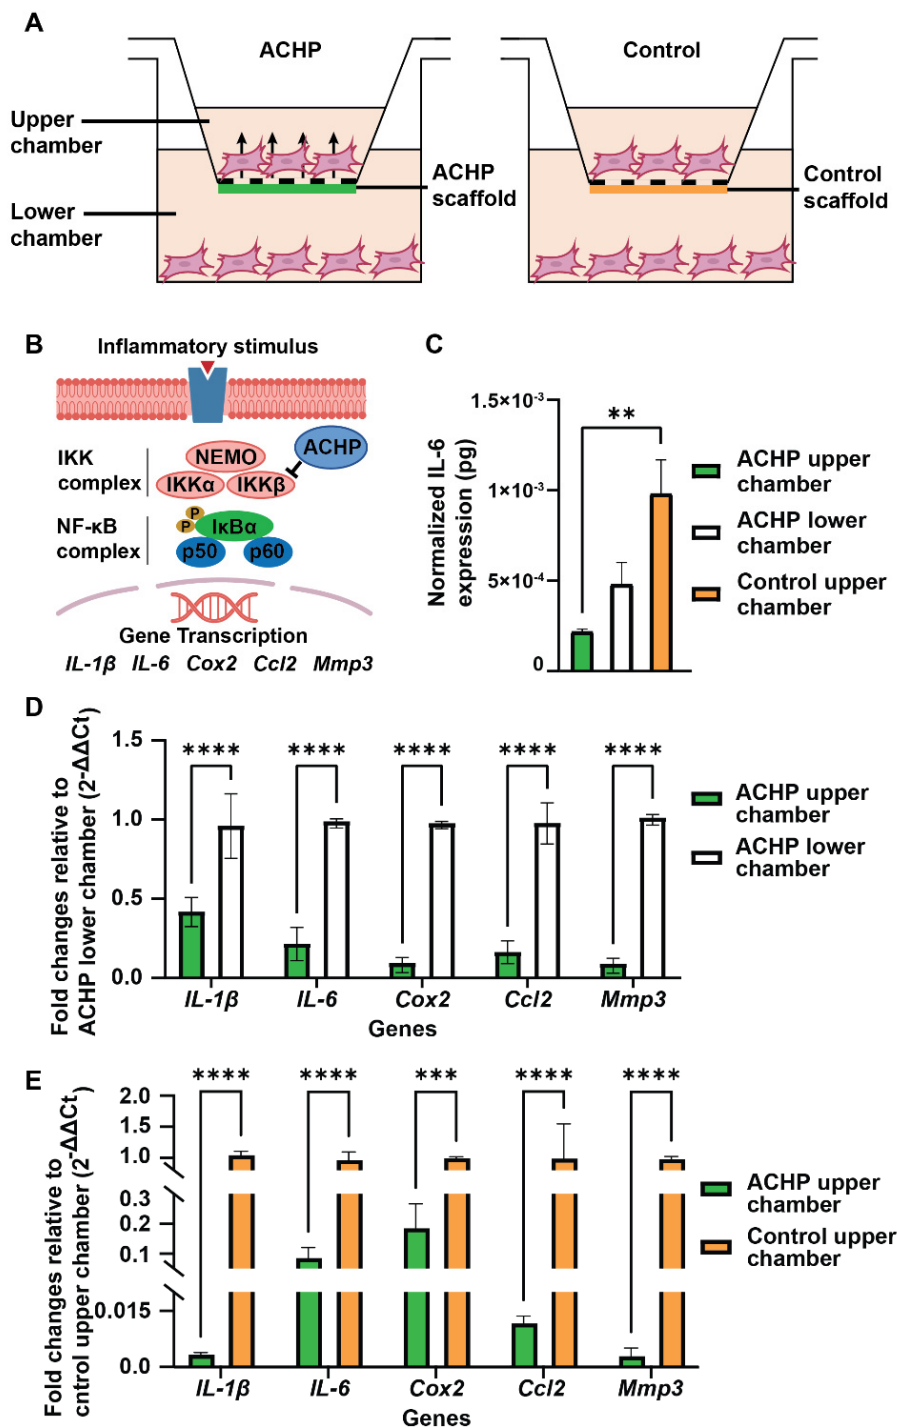 A
ACHP
Control
Upper
chamber
Lower
chamber
ACHP
scaffold
Control
scaffold
B
Inflammatory stimulus
IKK
complex
NEMO
ACHP
IKKα
IKKβ
NF-κB
complex
P
P
IκBα
p50
p60
Gene Transcription
IL-1β IL-6 Cox2 Ccl2 Mmp3
C
Normalized IL-6
expression (pg)
1.5×10-3
1×10-3
5×10-4
0
**
ACHP upper
chamber
ACHP lower
chamber
Control upper
chamber
D
Fold changes relative to
ACHP lower chamber (2-ΔΔCt)
1.5
1.0
0.5
0.0
**** **** **** **** ****
IL-1β IL-6 Cox2 Ccl2 Mmp3
Genes
ACHP upper
chamber
ACHP lower
chamber
E
Fold changes relative to
cntrol upper chamber (2-ΔΔCt)
2.0
1.5
1.0
0.3
0.2
0.1
0.015
0.0
**** **** *** **** ****
IL-1β IL-6 Cox2 Ccl2 Mmp3
Genes
ACHP upper
chamber
Control upper
chamber